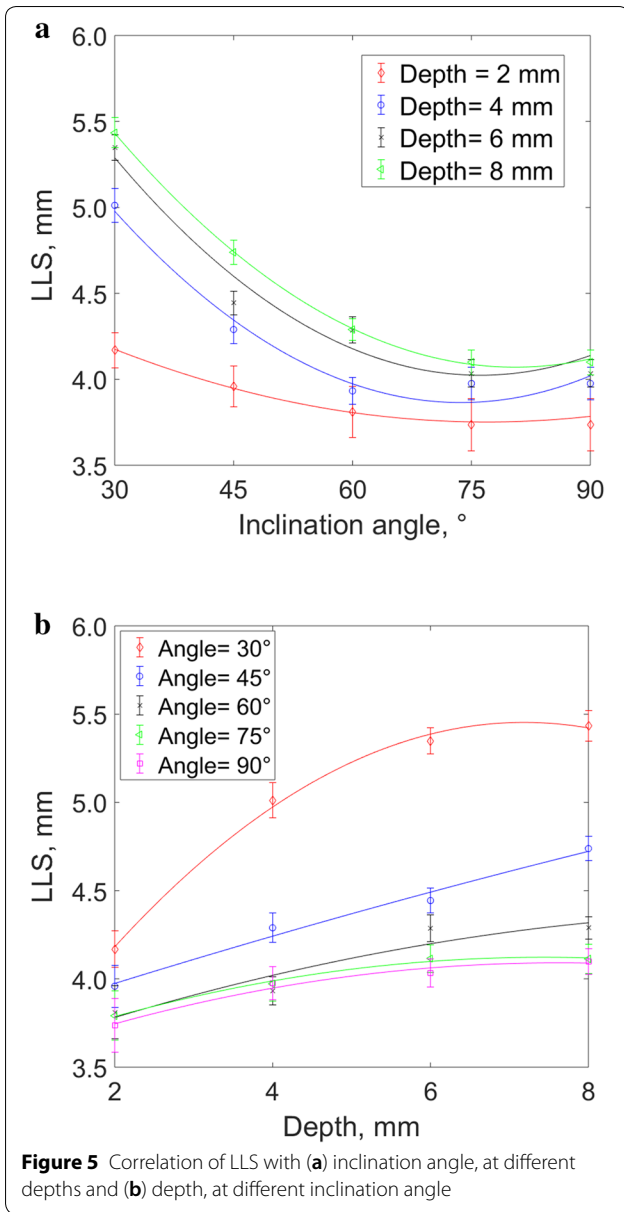 a
6.0
5.5
5.0
4.5
4.0
3.5
LLS, mm
Depth = 2 mm
Depth= 4 mm
Depth= 6 mm
Depth= 8 mm
30 45 60 75 90
Inclination angle, °
b
6.0
5.5
5.0
4.5
4.0
3.5
LLS, mm
Angle= 30°
Angle= 45°
Angle= 60°
Angle= 75°
Angle= 90°
2 4 6 8
Depth, mm
Figure 5 Correlation of LLS with (a) inclination angle, at different
depths and (b) depth, at different inclination angle